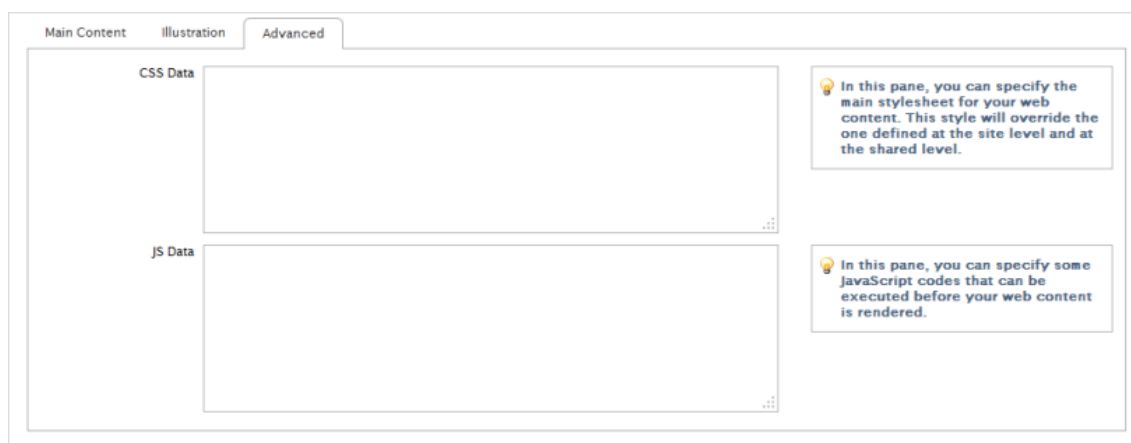 Main Content Illustration Advanced
CSS Data
In this pane, you can specify the
main stylesheet for your web
content. This style will override the
one defined at the site level and at
the shared level.
JS Data
In this pane, you can specify some
JavaScript codes that can be
executed before your web content
is rendered.